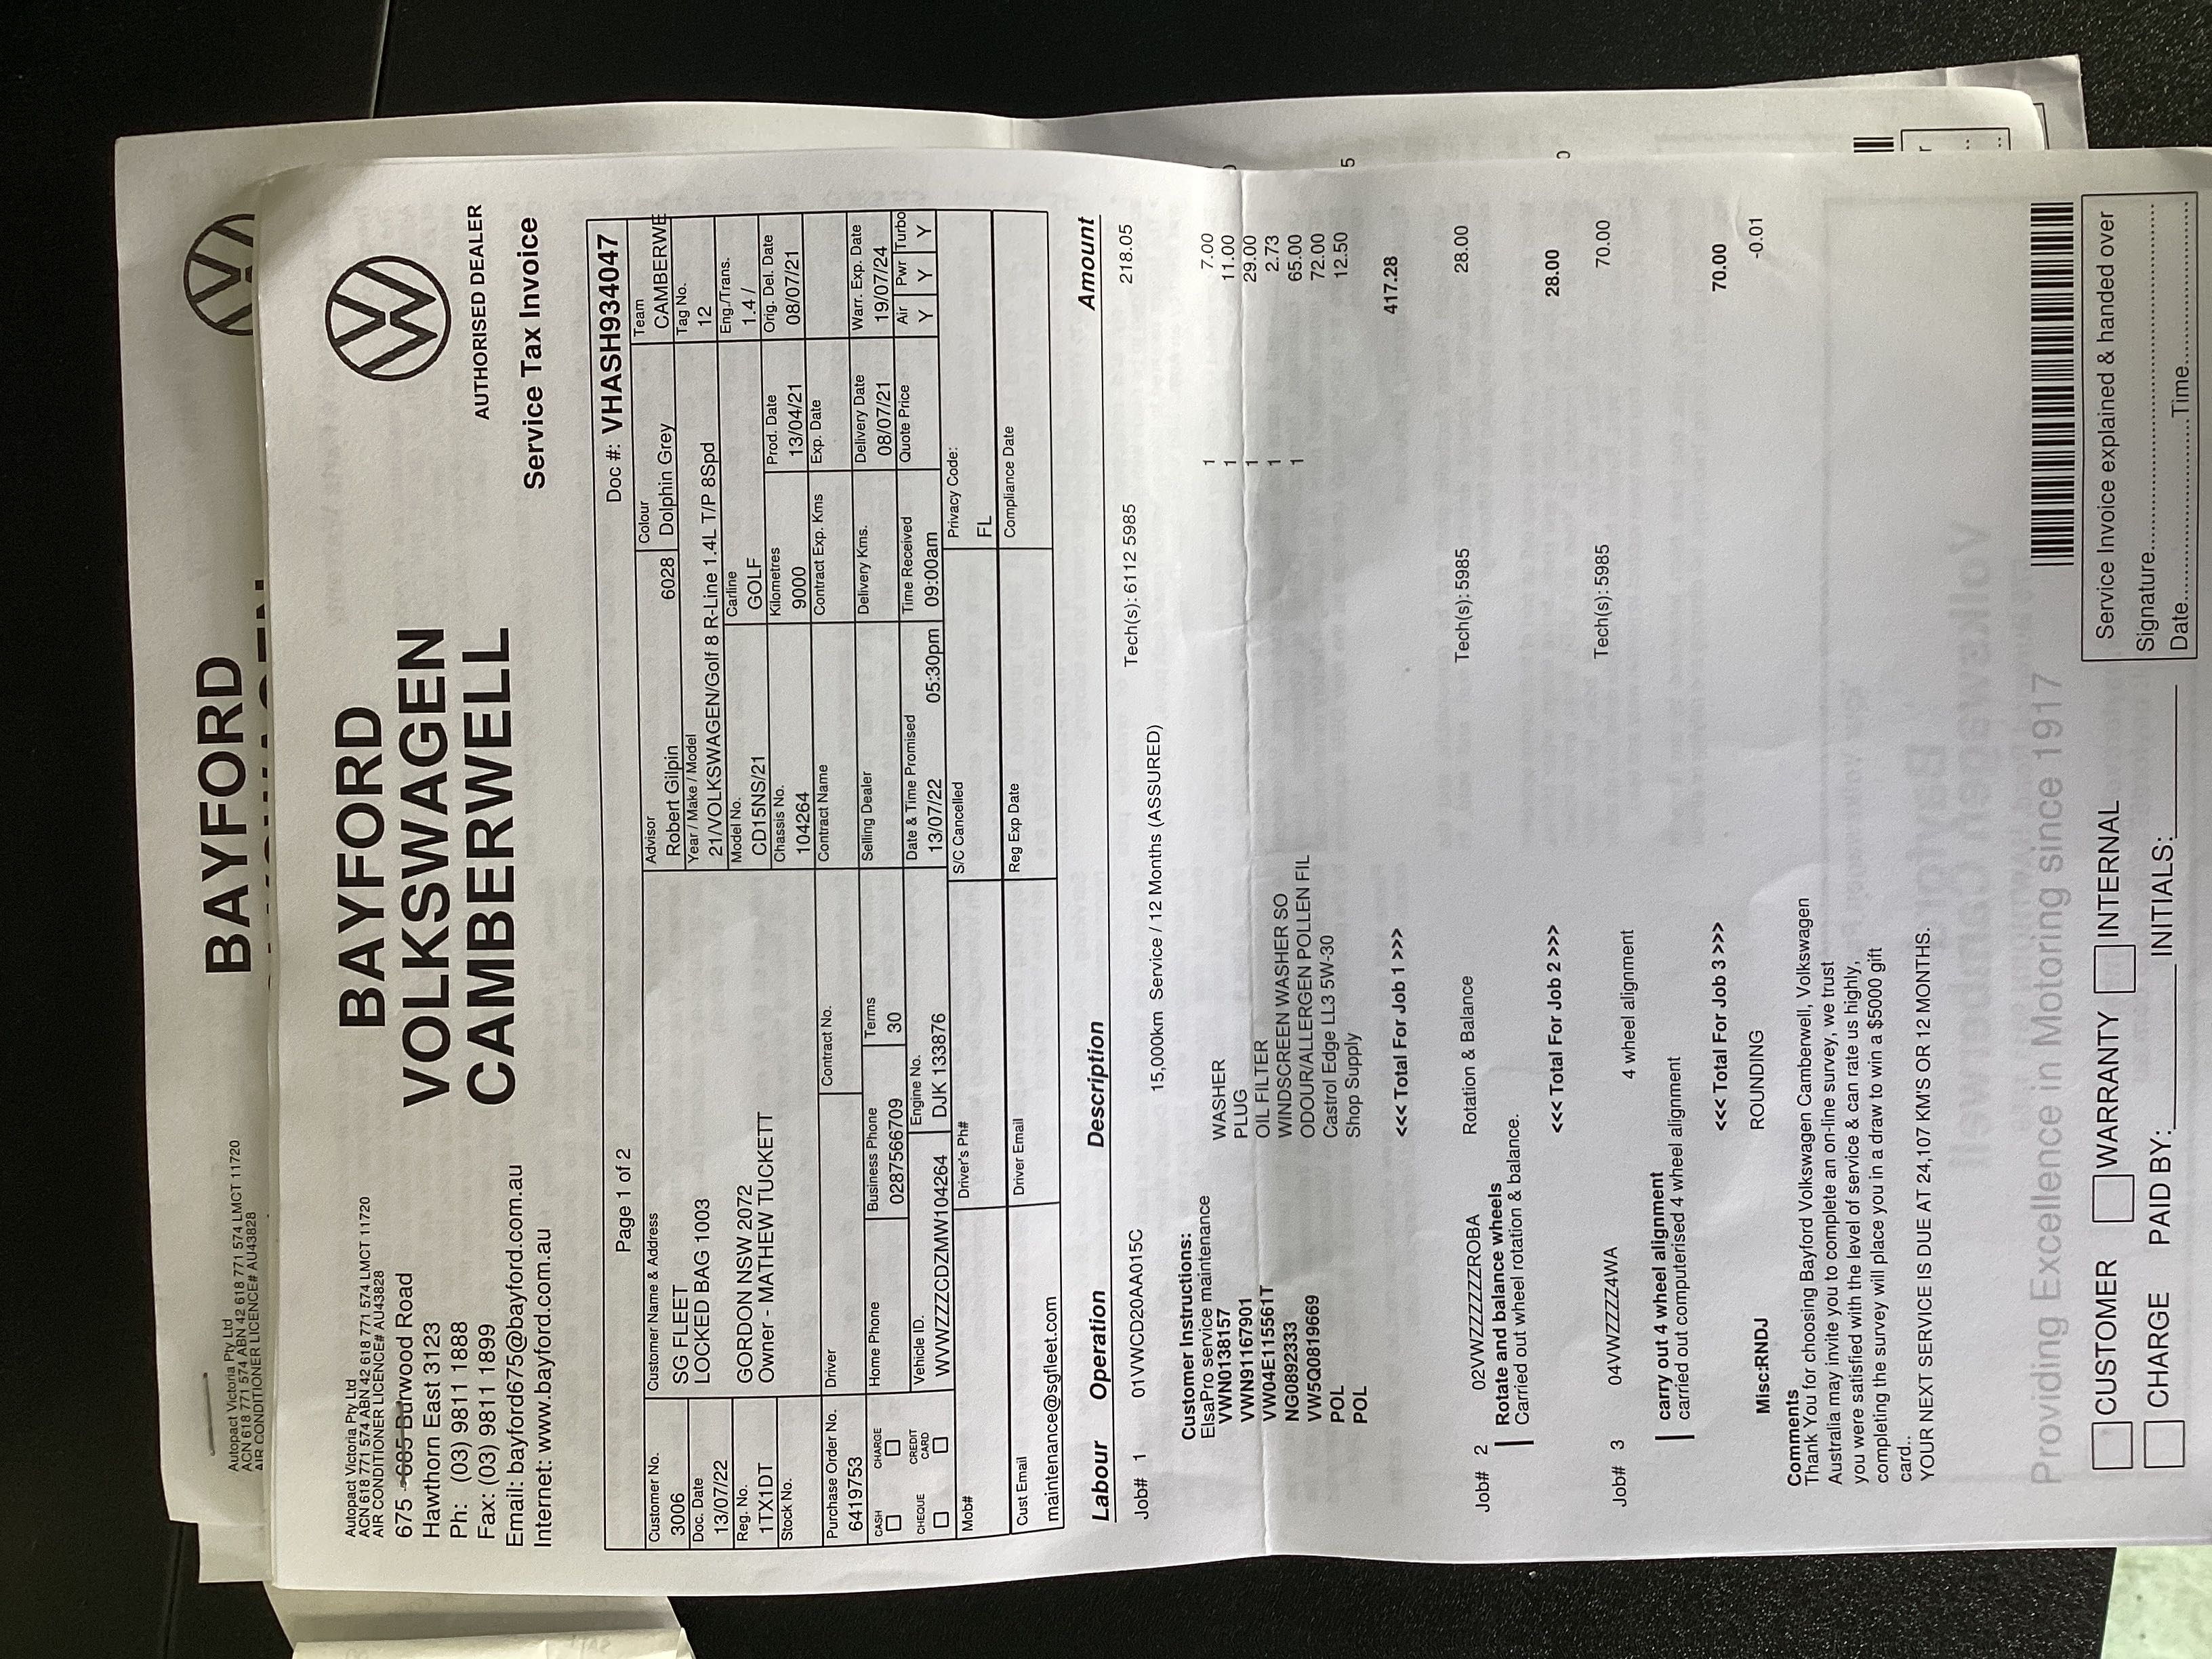 BAYFORD
Autopact Victoria Pty Ltd
ACN 618 771 574 ABN 42 618 771 574 LMCT 11720
AIR CONDITIONER LICENCE# AU43828
Autopact Victoria Pty Ltd
ACN 618 771 574 ABN 42 618 771 574 LMCT 11720
AIR CONDITIONER LICENCE# AU43828
675 -685 Burwood Road
Hawthorn East 3123
Ph: (03) 9811 1888
Fax: (03) 9811 1899
Email: bayford675@bayford.com.au
Internet: www.bayford.com.au
BAYFORD
VOLKSWAGEN
CAMBERWELL
AUTHORISED DEALER
Service Tax Invoice
Page 1 of 2 Doc #: VHASH934047
Customer No. Customer Name & Address Advisor Colour Team
3006 SG FLEET Robert Gilpin 6028 Dolphin Grey CAMBERWE
LOCKED BAG 1003
Doc. Date Year / Make / Model Tag No.
13/07/22 21/VOLKSWAGEN/Golf 8 R-Line 1.4L T/P 8Spd 12
Reg. No. GORDON NSW 2072 Model No. Carline Eng./Trans.
1TX1DT Owner - MATHEW TUCKETT CD15NS/21 GOLF 1.4 /
Stock No. Chassis No. Kilometres Prod. Date Orig. Del. Date
104264 9000 13/04/21 08/07/21
Purchase Order No. Driver Contract No. Contract Name Contract Exp. Kms Exp. Date
6419753
CASH CHARGE Home Phone Business Phone Terms Selling Dealer Delivery Kms. Delivery Date Warr. Exp. Date
0287566709 30 08/07/21 19/07/24
CHEQUE CREDIT CARD Vehicle ID. Engine No. Date & Time Promised Time Received Quote Price Air Pwr Turbo
WVWZZZCDZMW104264 DJK 133876 13/07/22 05:30pm 09:00am Y Y Y
Mob# Driver's Ph# S/C Cancelled Privacy Code:
FL
Cust Email Driver Email Reg Exp Date Compliance Date
maintenance@sgfleet.com
Labour Operation Description Amount
Job# 1 01VWCD20AA015C Tech(s): 6112 5985 218.05
15,000km Service / 12 Months (ASSURED)
Customer Instructions:
ElsaPro service maintenance
VWN0138157 WASHER 1 7.00
VWN91167901 PLUG 1 11.00
VW04E115561T OIL FILTER 1 29.00
NG0892333 WINDSCREEN WASHER SO 1 2.73
VW5Q0819669 ODOUR/ALLERGEN POLLEN FIL 1 65.00
POL Castrol Edge LL3 5W-30 72.00
POL Shop Supply 12.50
<<< Total For Job 1 >>> 417.28
Job# 2 02VWZZZZZZROBA Rotation & Balance Tech(s): 5985 28.00
Rotate and balance wheels
Carried out wheel rotation & balance.
<<< Total For Job 2 >>> 28.00
Job# 3 04VWZZZZ4WA Tech(s): 5985 70.00
4 wheel alignment
carry out 4 wheel alignment
carried out computerised 4 wheel alignment
<<< Total For Job 3 >>> 70.00
Misc:RNDJ ROUNDING -0.01
Comments
Thank You for choosing Bayford Volkswagen Camberwell, Volkswagen
Australia may invite you to complete an on-line survey, we trust
you were satisfied with the level of service & can rate us highly,
completing the survey will place you in a draw to win a $5000 gift
card..
YOUR NEXT SERVICE IS DUE AT 24,107 KM'S OR 12 MONTHS.
Providing Excellence in Motoring since 1917
CUSTOMER WARRANTY INTERNAL
CHARGE PAID BY: INITIALS:
Service Invoice explained & handed over
Signature
Date Time